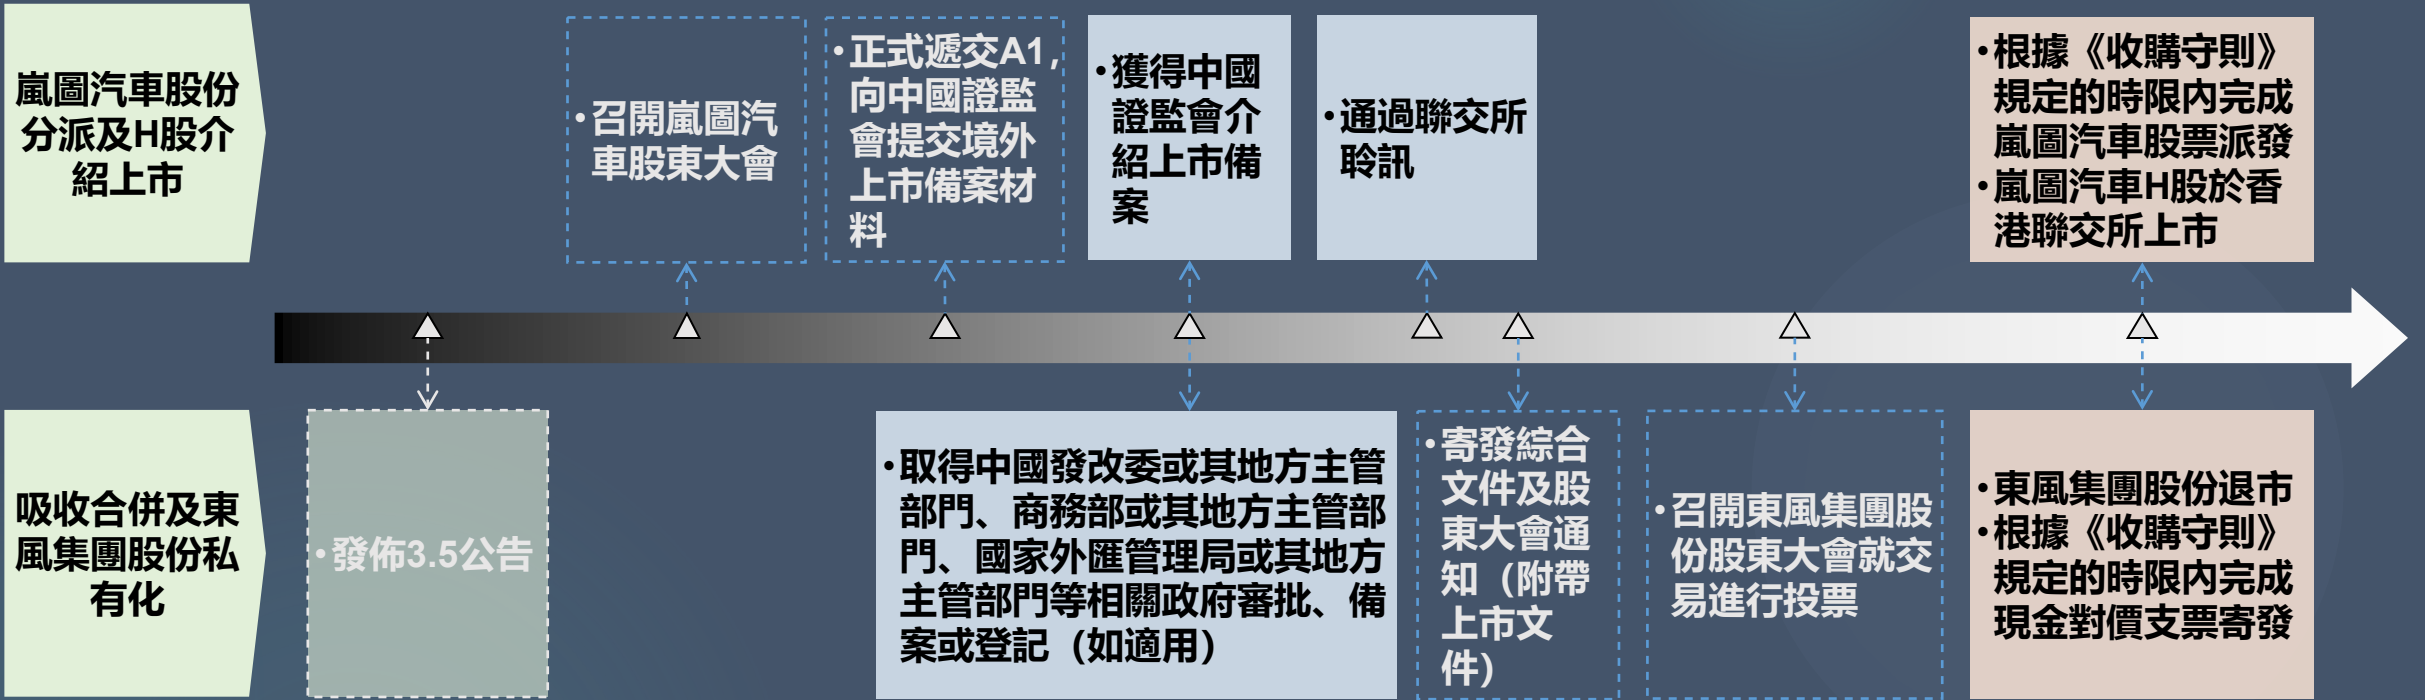 嵐圖汽車股份
分派及H股介
紹上市
•召開嵐圖汽
車股東大會
•正式遞交A1,
向中國證監
會提交境外
上市備案材
料
•獲得中國
證監會介
紹上市備
案
•通過聯交所
聆訊
•根據《收購守則》
規定的時限内完成
嵐圖汽車股票派發
•嵐圖汽車H股於香
港聯交所上市
吸收合併及東
風集團股份私
有化
•發佈3.5公告
•取得中國發改委或其地方主管
部門、商務部或其地方主管部
門、國家外匯管理局或其地方
主管部門等相關政府審批、備
案或登記（如適用）
•寄發綜合
文件及股
東大會通
知（附帶
上市文
件）
•召開東風集團股
份股東大會就交
易進行投票
•東風集團股份退市
•根據《收購守則》
規定的時限内完成
現金對價支票寄發